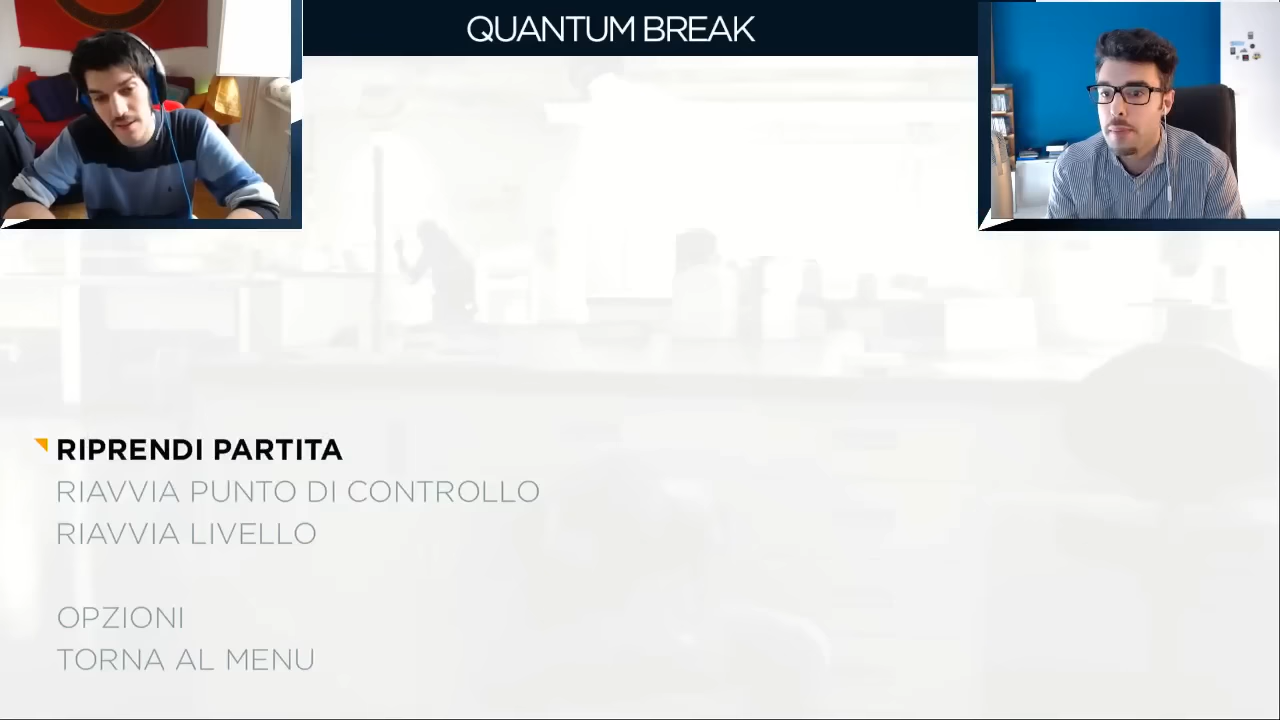 QUANTUM BREAK
RIPRENDI PARTITA
RIAVVIA PUNTO DI CONTROLLO
RIAVVIA LIVELLO
OPZIONI
TORNA AL MENU